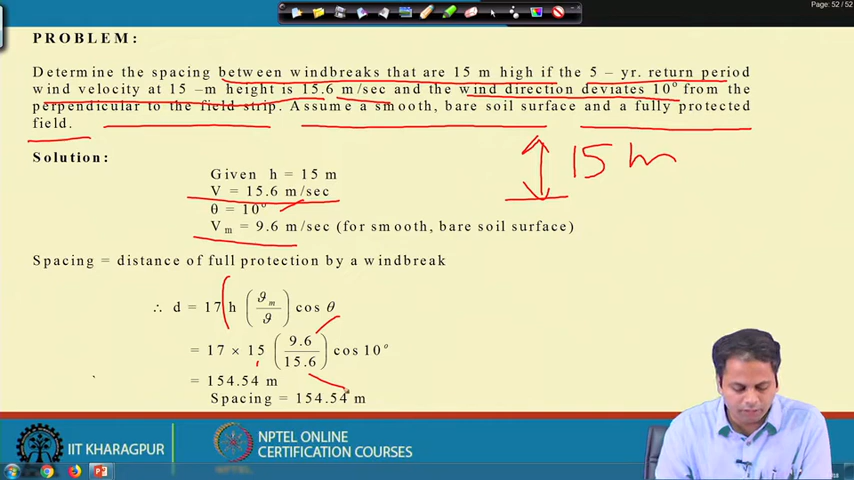 Page: 52 / 52
PROBLEM:
Determine the spacing between windbreaks that are 15 m high if the 5 – yr. return period
wind velocity at 15 –m height is 15.6 m/sec and the wind direction deviates 10° from the
perpendicular to the field strip. Assume a smooth, bare soil surface and a fully protected
field.
15 m
Solution:
Given h = 15 m
V = 15.6 m/sec
θ = 10°
Vm = 9.6 m/sec (for smooth, bare soil surface)
Spacing = distance of full protection by a windbreak
∴ d = 17 h (ϑm/ϑ) cos θ
= 17 × 15 (9.6/15.6) cos 10°
= 154.54 m
Spacing = 154.54 m
IIT KHARAGPUR
NPTEL ONLINE
CERTIFICATION COURSES